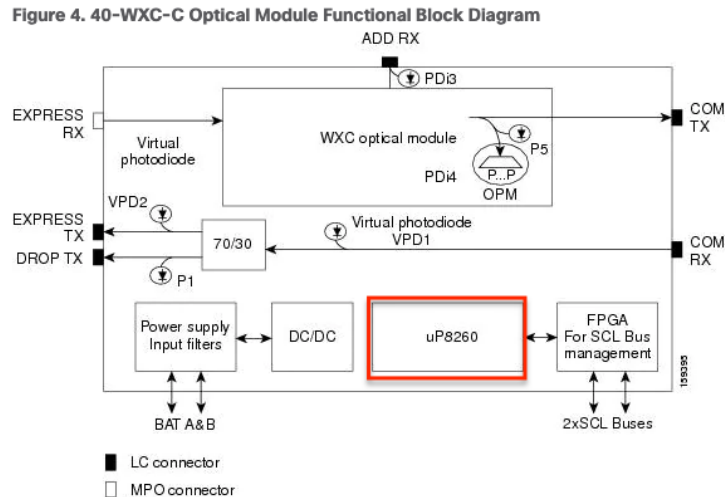 Figure 4. 40-WXC-C Optical Module Functional Block Diagram
ADD RX
PDi3
EXPRESS
RX
COM
TX
Virtual
photodiode
WXC optical module
P5
PDi4
P...P
OPM
EXPRESS
TX
VPD2
DROP TX
70/30
P1
Virtual photodiode
VPD1
COM
RX
Power supply
Input filters
DC/DC
uP8260
FPGA
For SCL Bus
management
BAT A&B
2xSCL Buses
159395
LC connector
MPO connector